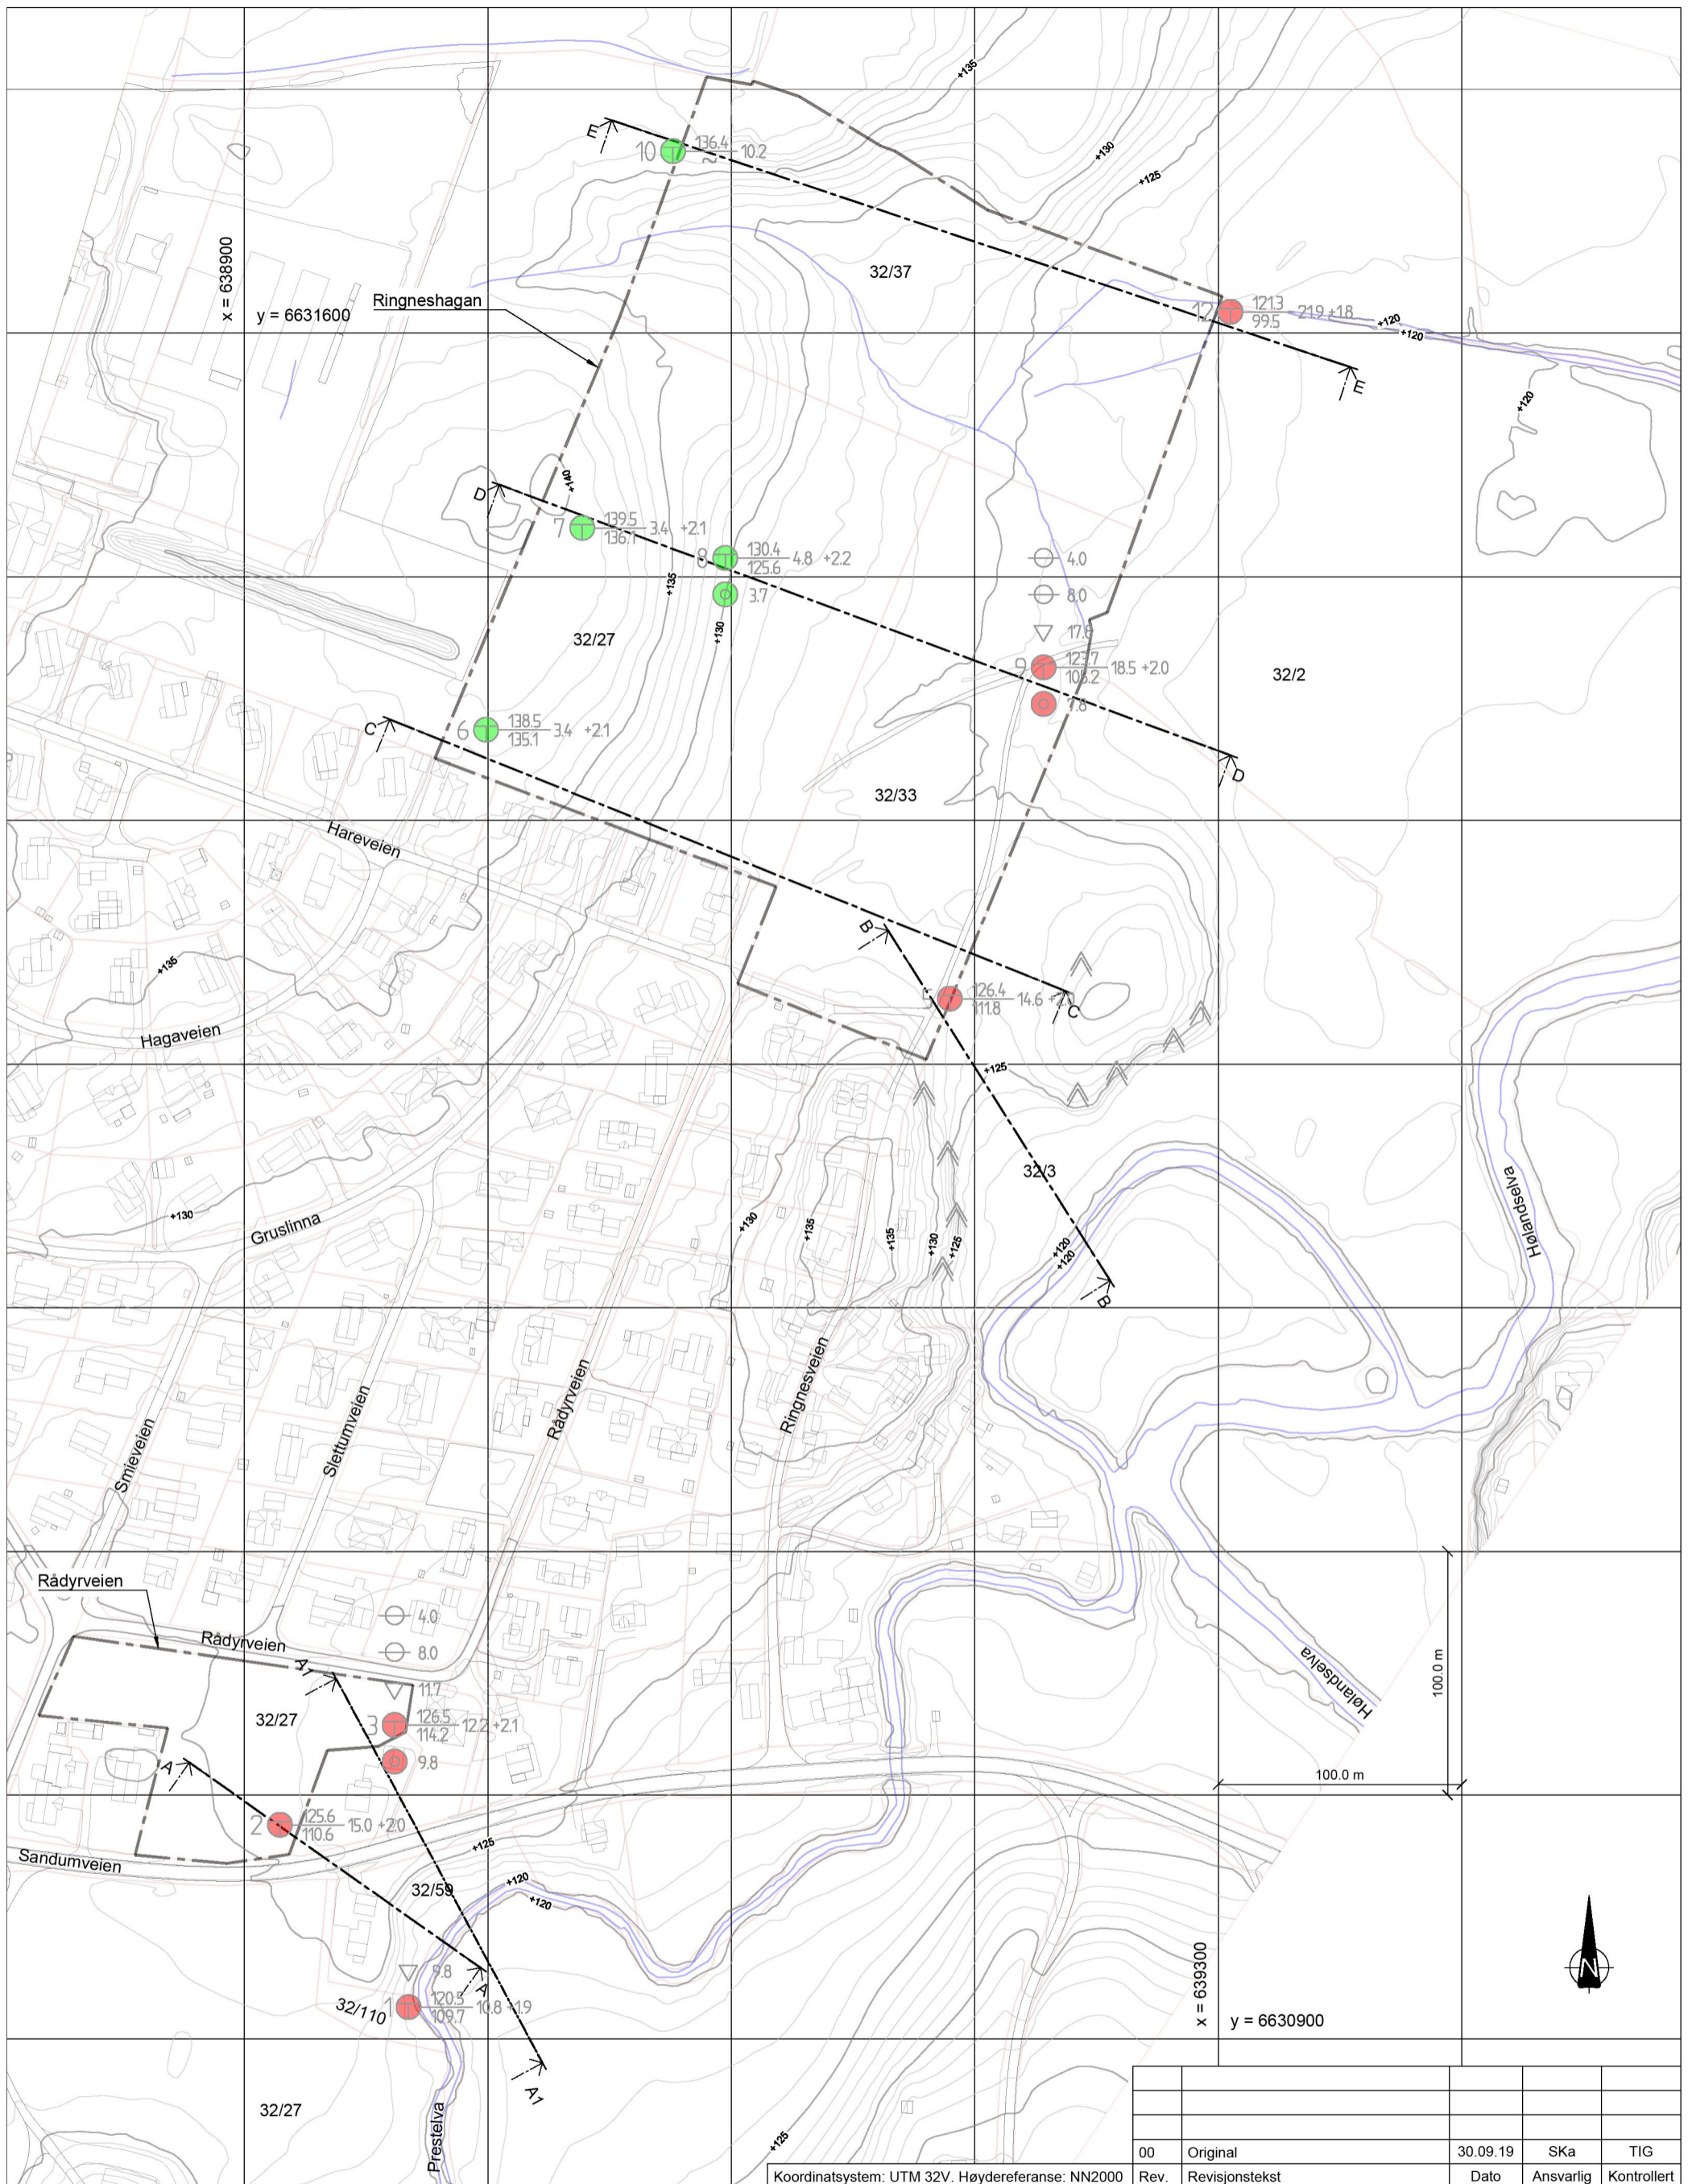 +135
E
10
136.4
~
10.2
+130
+125
x = 638900
y = 6631600
Ringneshagan
32/37
12
121.3
99.5
21.9 +1.8
+120
+120
E
+120
D
+140
7
139.5
136.1
3.4 +2.1
8
130.4
125.6
4.8 +2.2
3.7
+135
+130
32/27
4.0
8.0
17.8
9
123.7
105.2
18.5 +2.0
7.8
32/2
C
6
138.5
135.1
3.4 +2.1
D
32/33
Hareveien
B
+135
5
126.4
111.8
14.6 +2.0
C
Hagaveien
+125
32/3
Hølandselva
+130
Gruslinna
+130
+135
+135
+130
+125
+120
+120
B
Smieveien
Slettumveien
Rådyrveien
Ringnesveien
Rådyrveien
4.0
Rådyrveien
8.0
A1
11.7
32/27
3
126.5
114.2
12.2 +2.1
9.8
A
2
125.6
110.6
15.0 +2.0
Sandumveien
+125
32/59
+120
+120
Hølandselva
100.0 m
100.0 m
9.8
A
32/110
1
120.5
109.7
10.8 +1.9
A1
32/27
Prestelva
+125
x = 639300
y = 6630900
N
00 Original 30.09.19 SKa TIG
Koordinatsystem: UTM 32V. Høydereferanse: NN2000 Rev. Revisjonstekst Dato Ansvarlig Kontrollert